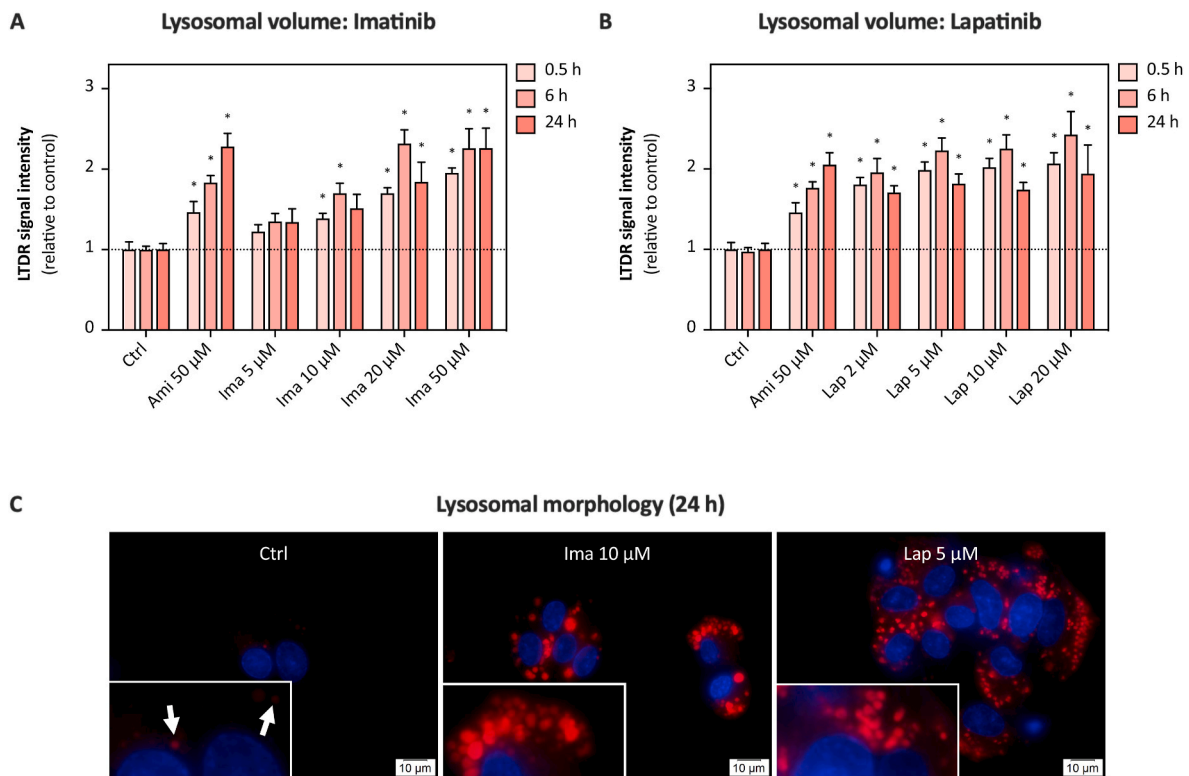 A
Lysosomal volume: Imatinib
0.5 h
6 h
24 h
LTDR signal intensity
(relative to control)
3
2
1
0
* * * * * * * * * * *
Ctrl
Ami 50 µM
Ima 5 µM
Ima 10 µM
Ima 20 µM
Ima 50 µM
B
Lysosomal volume: Lapatinib
0.5 h
6 h
24 h
LTDR signal intensity
(relative to control)
3
2
1
0
* * * * * * * * * * * * * * *
Ctrl
Ami 50 µM
Lap 2 µM
Lap 5 µM
Lap 10 µM
Lap 20 µM
C
Lysosomal morphology (24 h)
Ctrl
Ima 10 µM
Lap 5 µM
10 µm
10 µm
10 µm